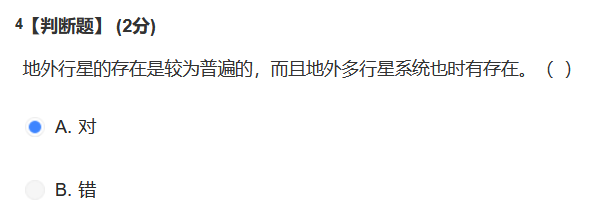 4【判断题】 (2分)
地外行星的存在是较为普遍的，而且地外多行星系统也时有存在。（ ）
A. 对
B. 错